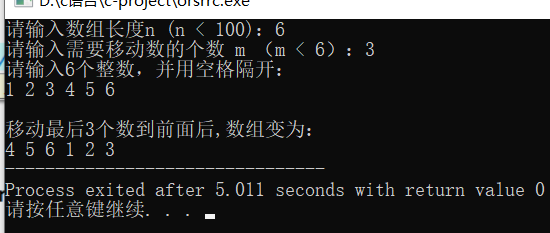 D:\c语言\c-project\orsrrc.exe
请输入数组长度n (n < 100): 6
请输入需要移动数的个数 m （m < 6）: 3
请输入6个整数，并用空格隔开：
1 2 3 4 5 6
移动最后3个数到前面后,数组变为：
4 5 6 1 2 3
--------------------------------
Process exited after 5.011 seconds with return value 0
请按任意键继续. . .